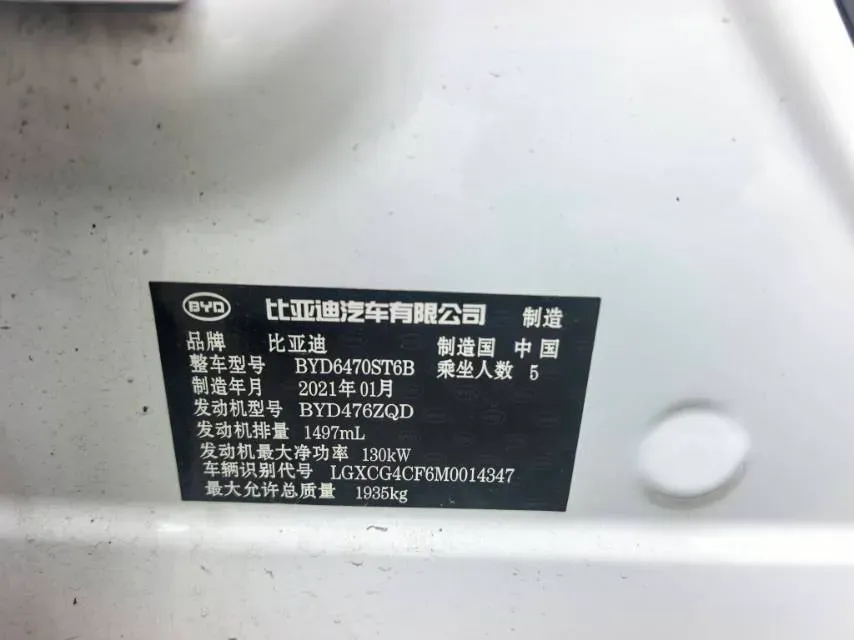 BYD 比亚迪汽车有限公司 制造
品牌 比亚迪 制造国 中国
整车型号 BYD6470ST6B 乘坐人数 5
制造年月 2021年01月
发动机型号 BYD476ZQD
发动机排量 1497mL
发动机最大净功率 130kW
车辆识别代号 LGXCG4CF6M0014347
最大允许总质量 1935kg